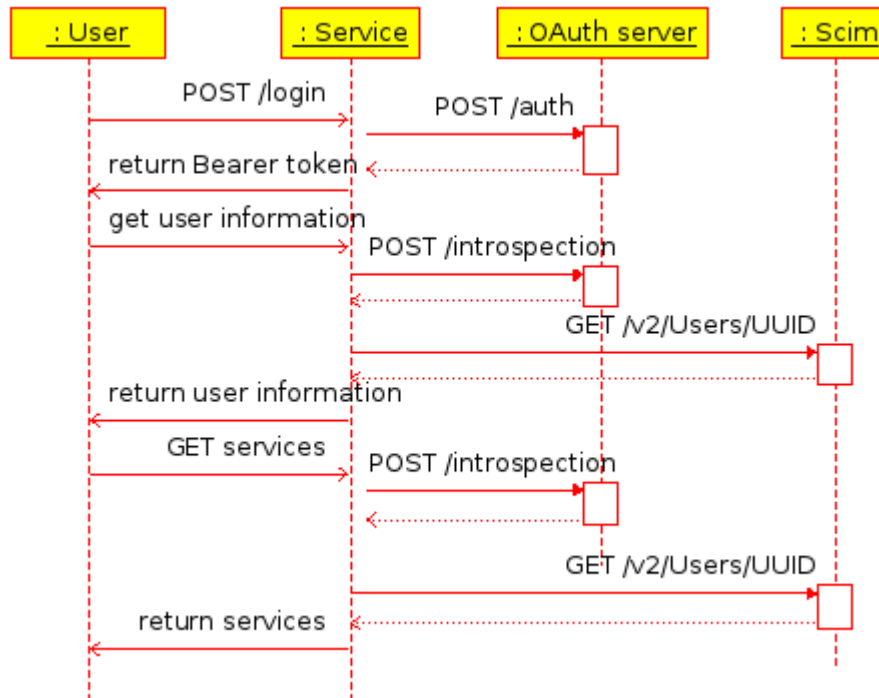 : User
: Service
: OAuth server
: Scim
POST /login
POST /auth
return Bearer token
get user information
POST /introspection
GET /v2/Users/UUID
return user information
GET services
POST /introspection
GET /v2/Users/UUID
return services